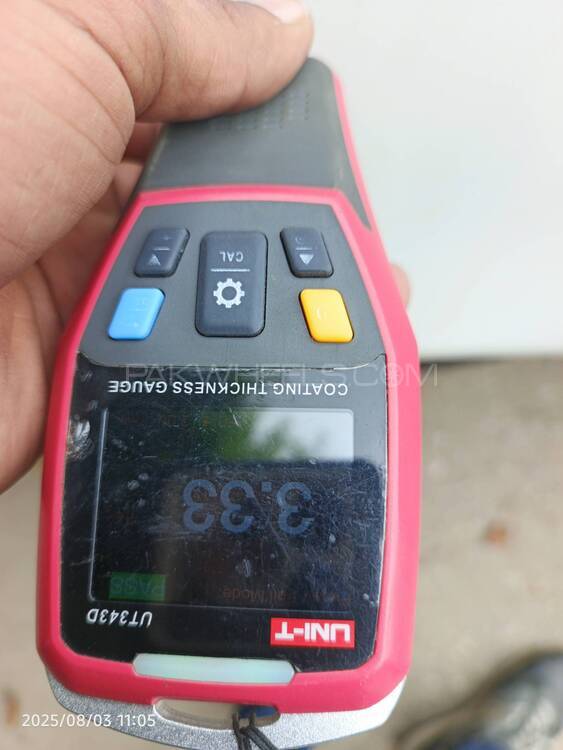 UNI-T
UT343D
PASS
3.33
COATING THICKNESS GAUGE
CAL
PAKWHEELS.COM
2025/08/03 11:05